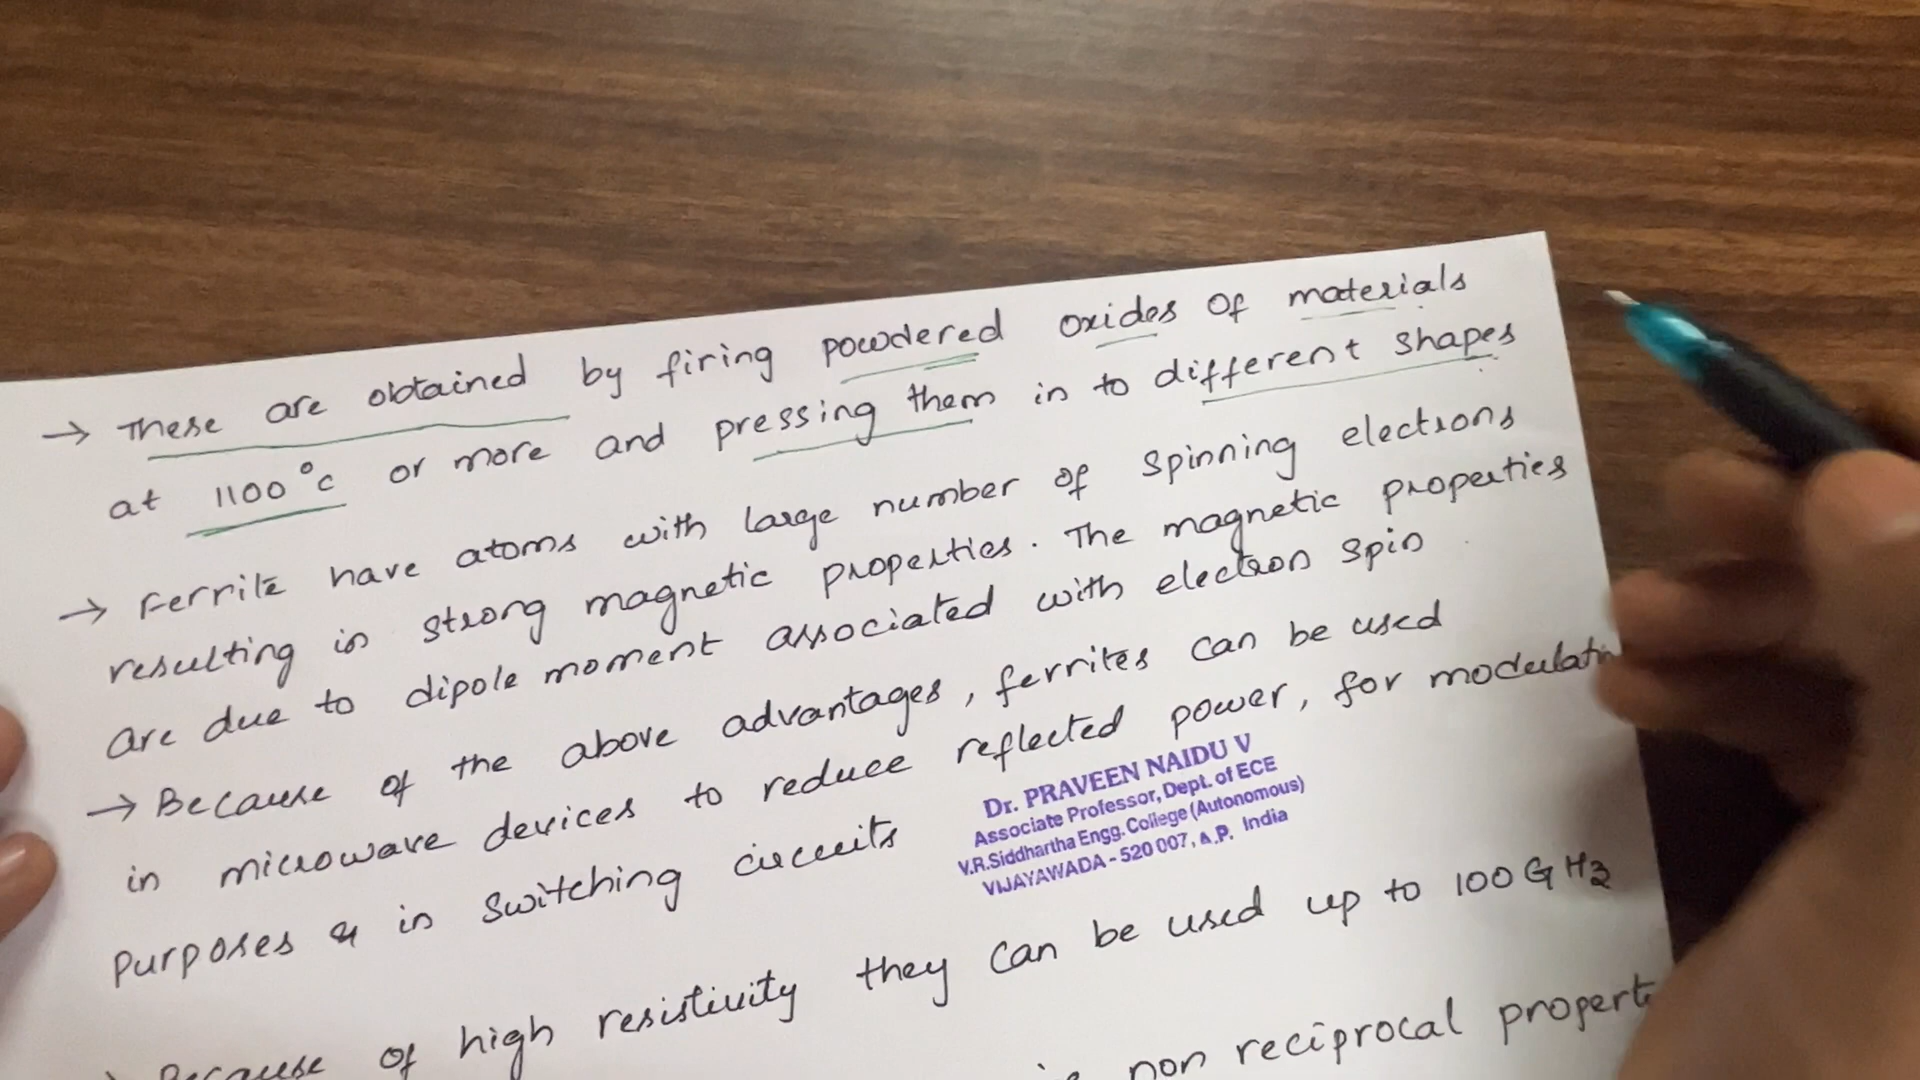 → These are obtained by firing powdered oxides of materials
at 1100°c or more and pressing them in to different shapes
→ Ferrite have atoms with large number of spinning electrons
resulting in strong magnetic properties. The magnetic properties
are due to dipole moment associated with electron spin
→ Because of the above advantages, ferrites can be used
in microwave devices to reduce reflected power, for modulatin
purposes & in switching circuits
Dr. PRAVEEN NAIDU V
Associate Professor, Dept. of ECE
V.R.Siddhartha Engg. College (Autonomous)
VIJAYAWADA - 520 007, A.P. India
Because of high resistivity they can be used up to 100 GHz
non reciprocal propert